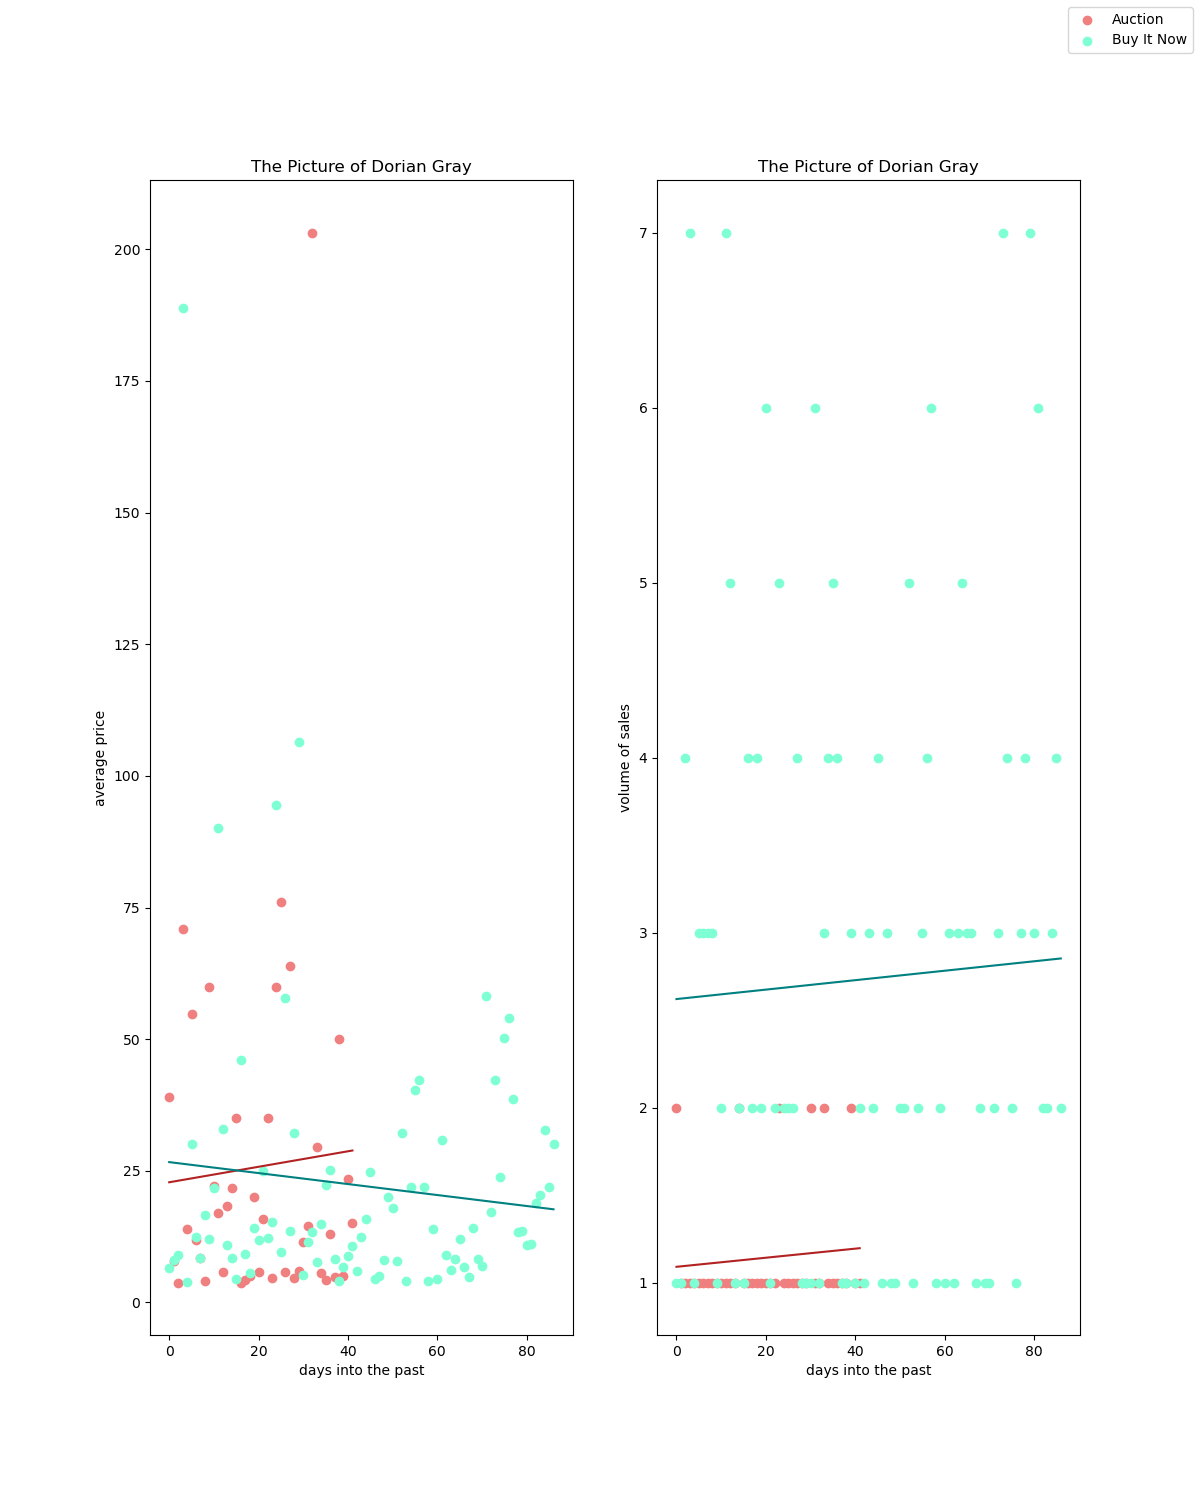 Auction
Buy It Now
The Picture of Dorian Gray
200
175
150
125
100
75
50
25
0
average price
0 20 40 60 80
days into the past
The Picture of Dorian Gray
7
6
5
4
3
2
1
volume of sales
0 20 40 60 80
days into the past